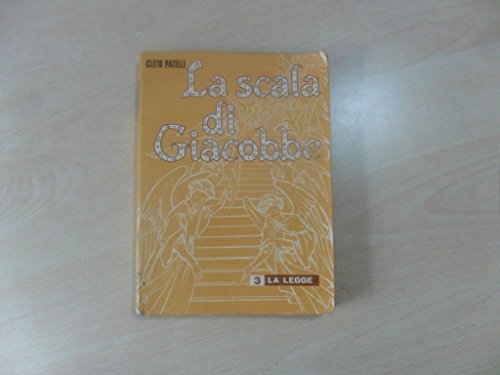 CLETO PATELLI
La scala
di
Giacobbe
3 LA LEGGE